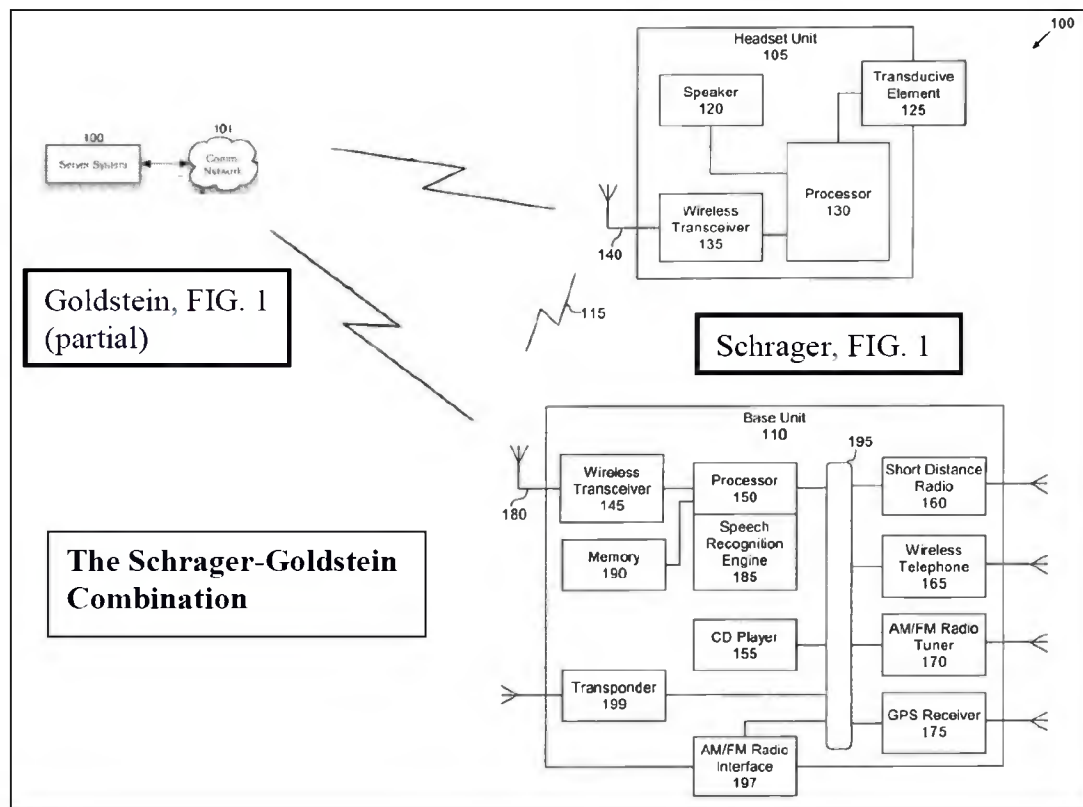 100
Headset Unit
105
Transducive
Element
125
Speaker
120
Processor
130
Wireless
Transceiver
135
140
100
Server System
101
Comm.
Network
115
Goldstein, FIG. 1
(partial)
Schrager, FIG. 1
Base Unit
110
195
180
Wireless
Transceiver
145
Processor
150
Speech
Recognition
Engine
185
Memory
190
Short Distance
Radio
160
Wireless
Telephone
165
The Schrager-Goldstein
Combination
CD Player
155
AM/FM Radio
Tuner
170
Transponder
199
GPS Receiver
175
AM/FM Radio
Interface
197